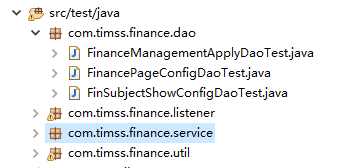 src/test/java
com.timss.finance.dao
FinanceManagementApplyDaoTest.java
FinancePageConfigDaoTest.java
FinSubjectShowConfigDaoTest.java
com.timss.finance.listener
com.timss.finance.service
com.timss.finance.util